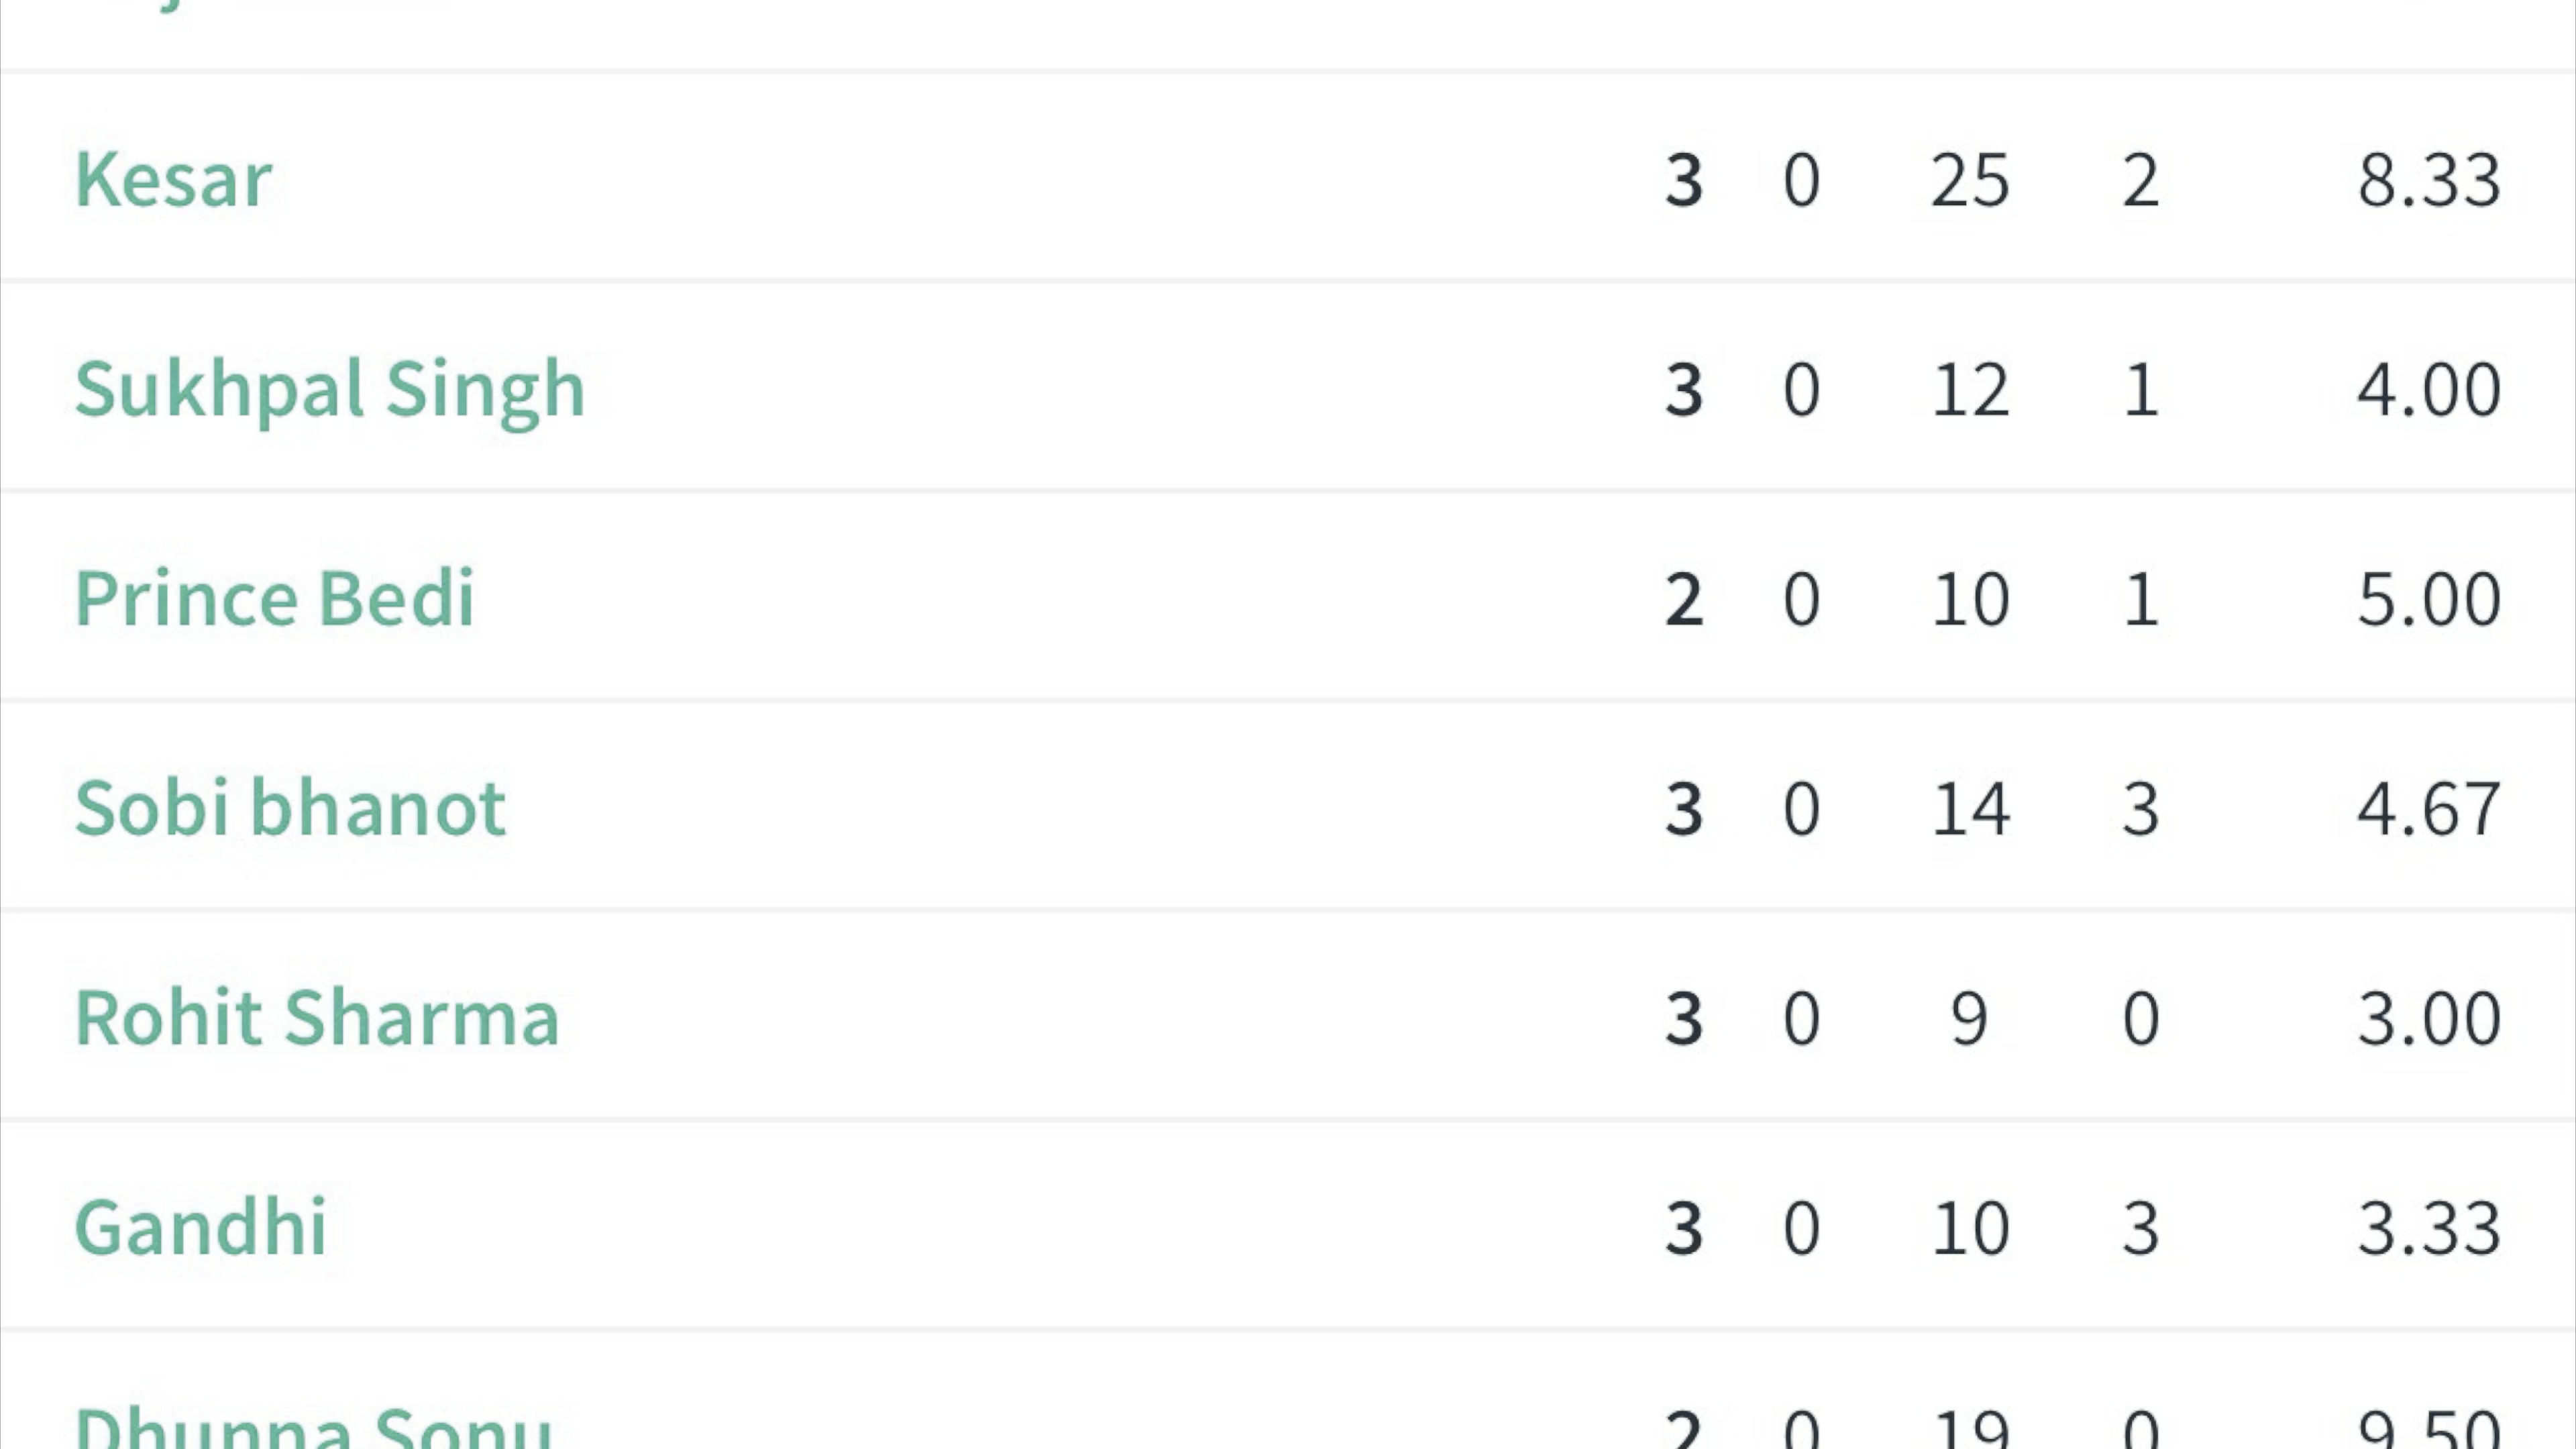 Kesar 3 0 25 2 8.33
Sukhpal Singh 3 0 12 1 4.00
Prince Bedi 2 0 10 1 5.00
Sobi bhanot 3 0 14 3 4.67
Rohit Sharma 3 0 9 0 3.00
Gandhi 3 0 10 3 3.33
Dhunna Sonu 2 0 19 0 9.50